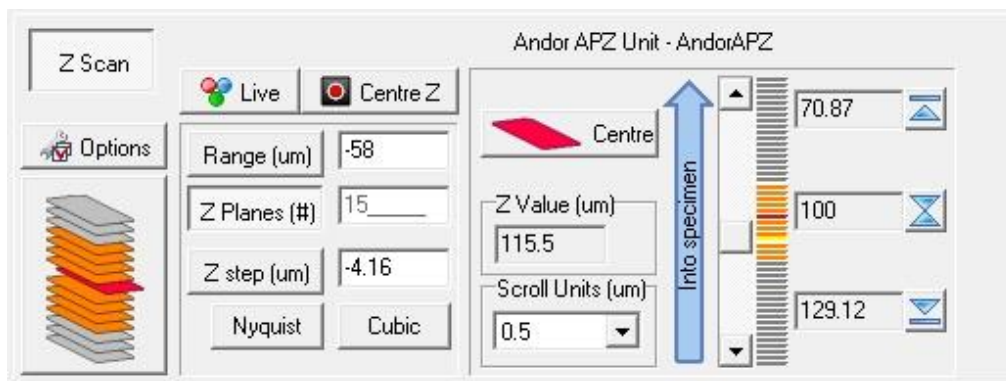 Andor APZ Unit - AndorAPZ
Z Scan
Live
Centre Z
Options
Range (um)
-58
Z Planes (#)
15_____
Z step (um)
-4.16
Nyquist
Cubic
Centre
Z Value (um)
115.5
Scroll Units (um)
0.5
Into specimen
70.87
100
129.12